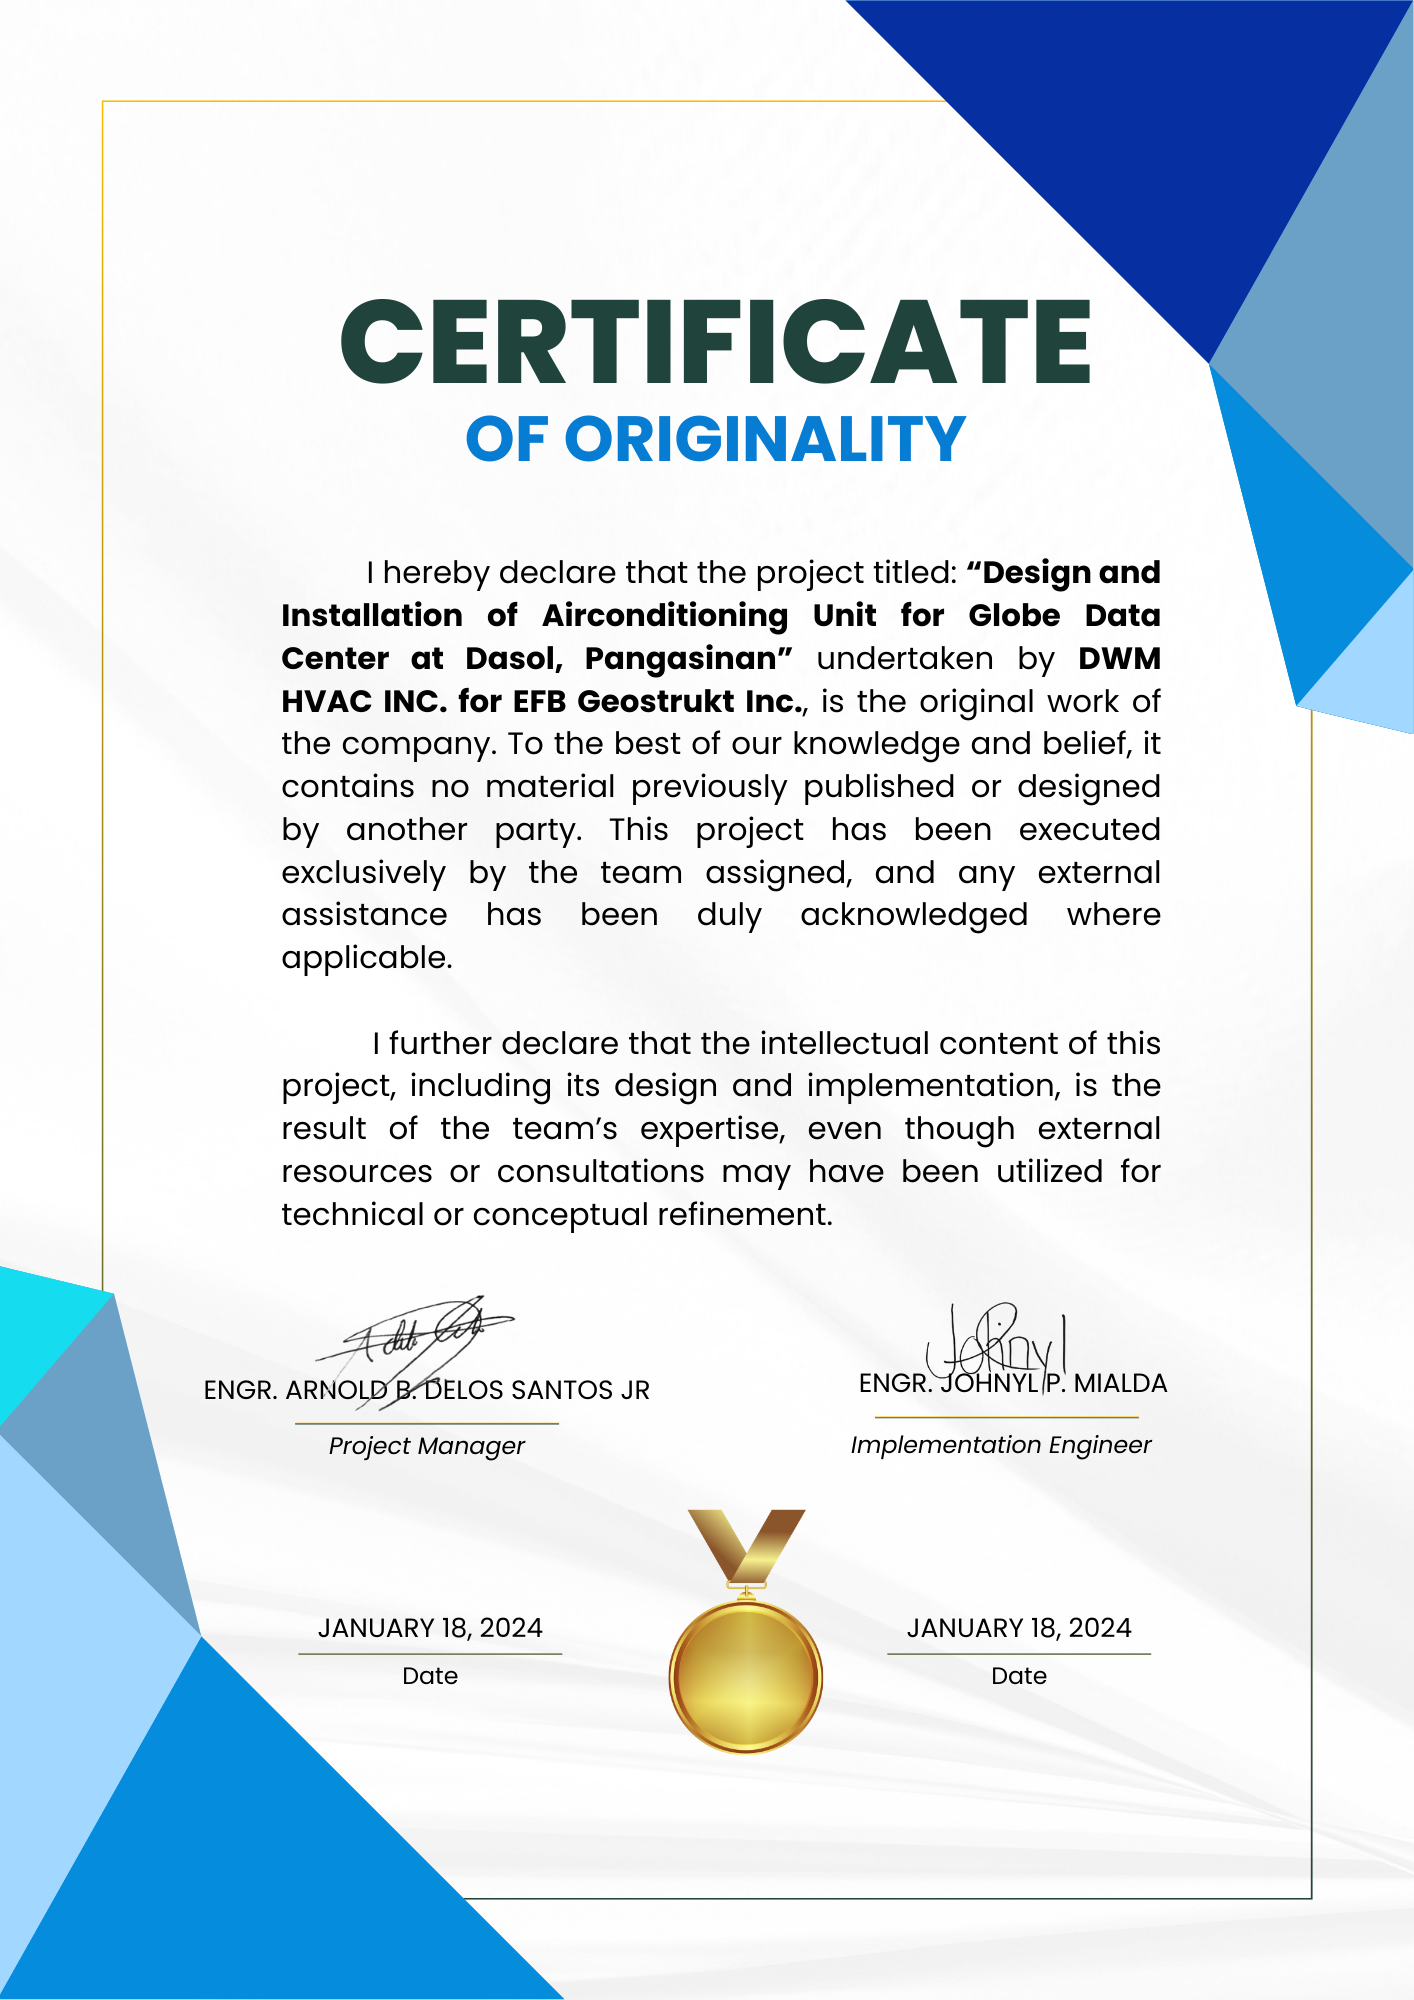 CERTIFICATE
OF ORIGINALITY
I hereby declare that the project titled: “Design and
Installation of Airconditioning Unit for Globe Data
Center at Dasol, Pangasinan” undertaken by DWM
HVAC INC. for EFB Geostrukt Inc., is the original work of
the company. To the best of our knowledge and belief, it
contains no material previously published or designed
by another party. This project has been executed
exclusively by the team assigned, and any external
assistance has been duly acknowledged where
applicable.
I further declare that the intellectual content of this
project, including its design and implementation, is the
result of the team’s expertise, even though external
resources or consultations may have been utilized for
technical or conceptual refinement.
Johnyl
ENGR. ARNOLD B. DELOS SANTOS JR
ENGR. JOHNYL P. MIALDA
Project Manager
Implementation Engineer
JANUARY 18, 2024
JANUARY 18, 2024
Date
Date